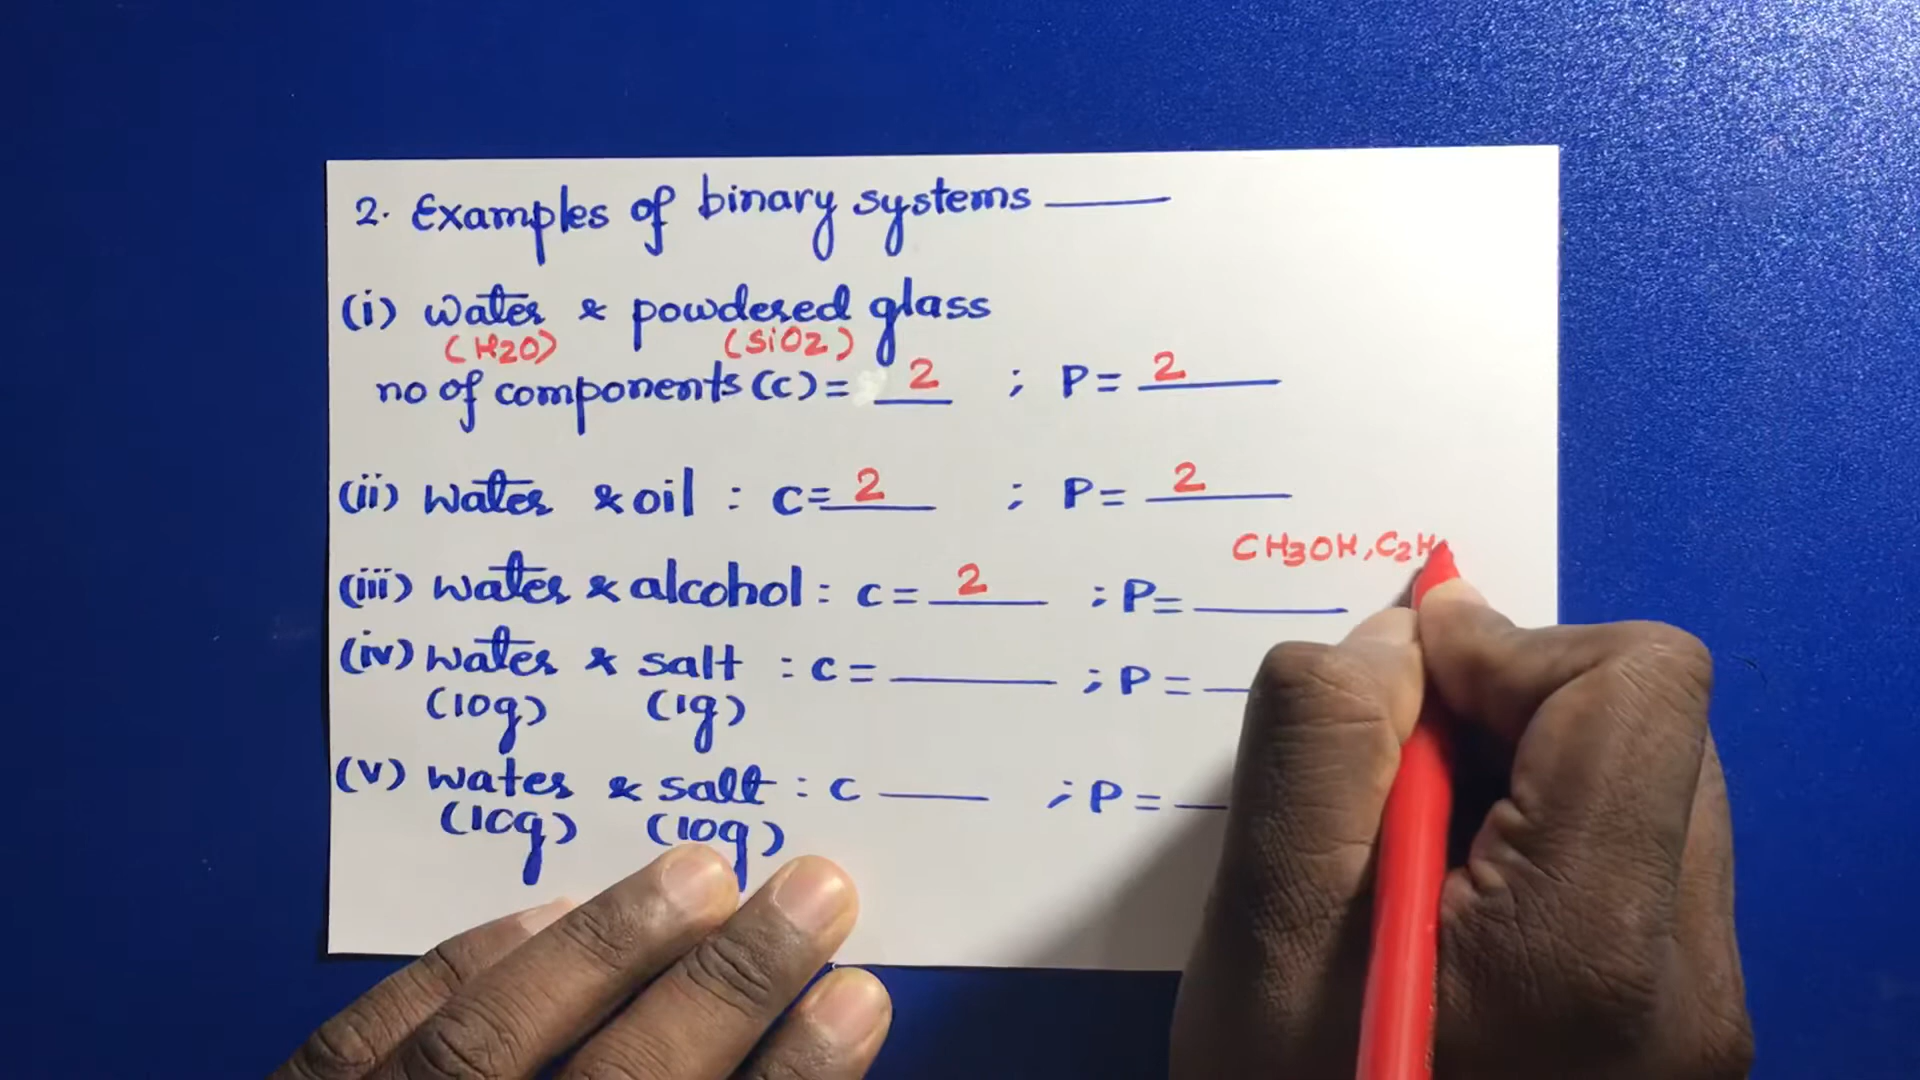 2. Examples of binary systems
(i) water & powdered glass
(H2O) (SiO2)
no of components (c) = 2 ; P = 2
(ii) water & oil : c = 2 ; P = 2
CH3OH, C2H
(iii) water & alcohol : c = 2 ; P =
(iv) water & salt : c = ; P =
(10g) (1g)
(v) water & salt : c ; P =
(10g) (10g)